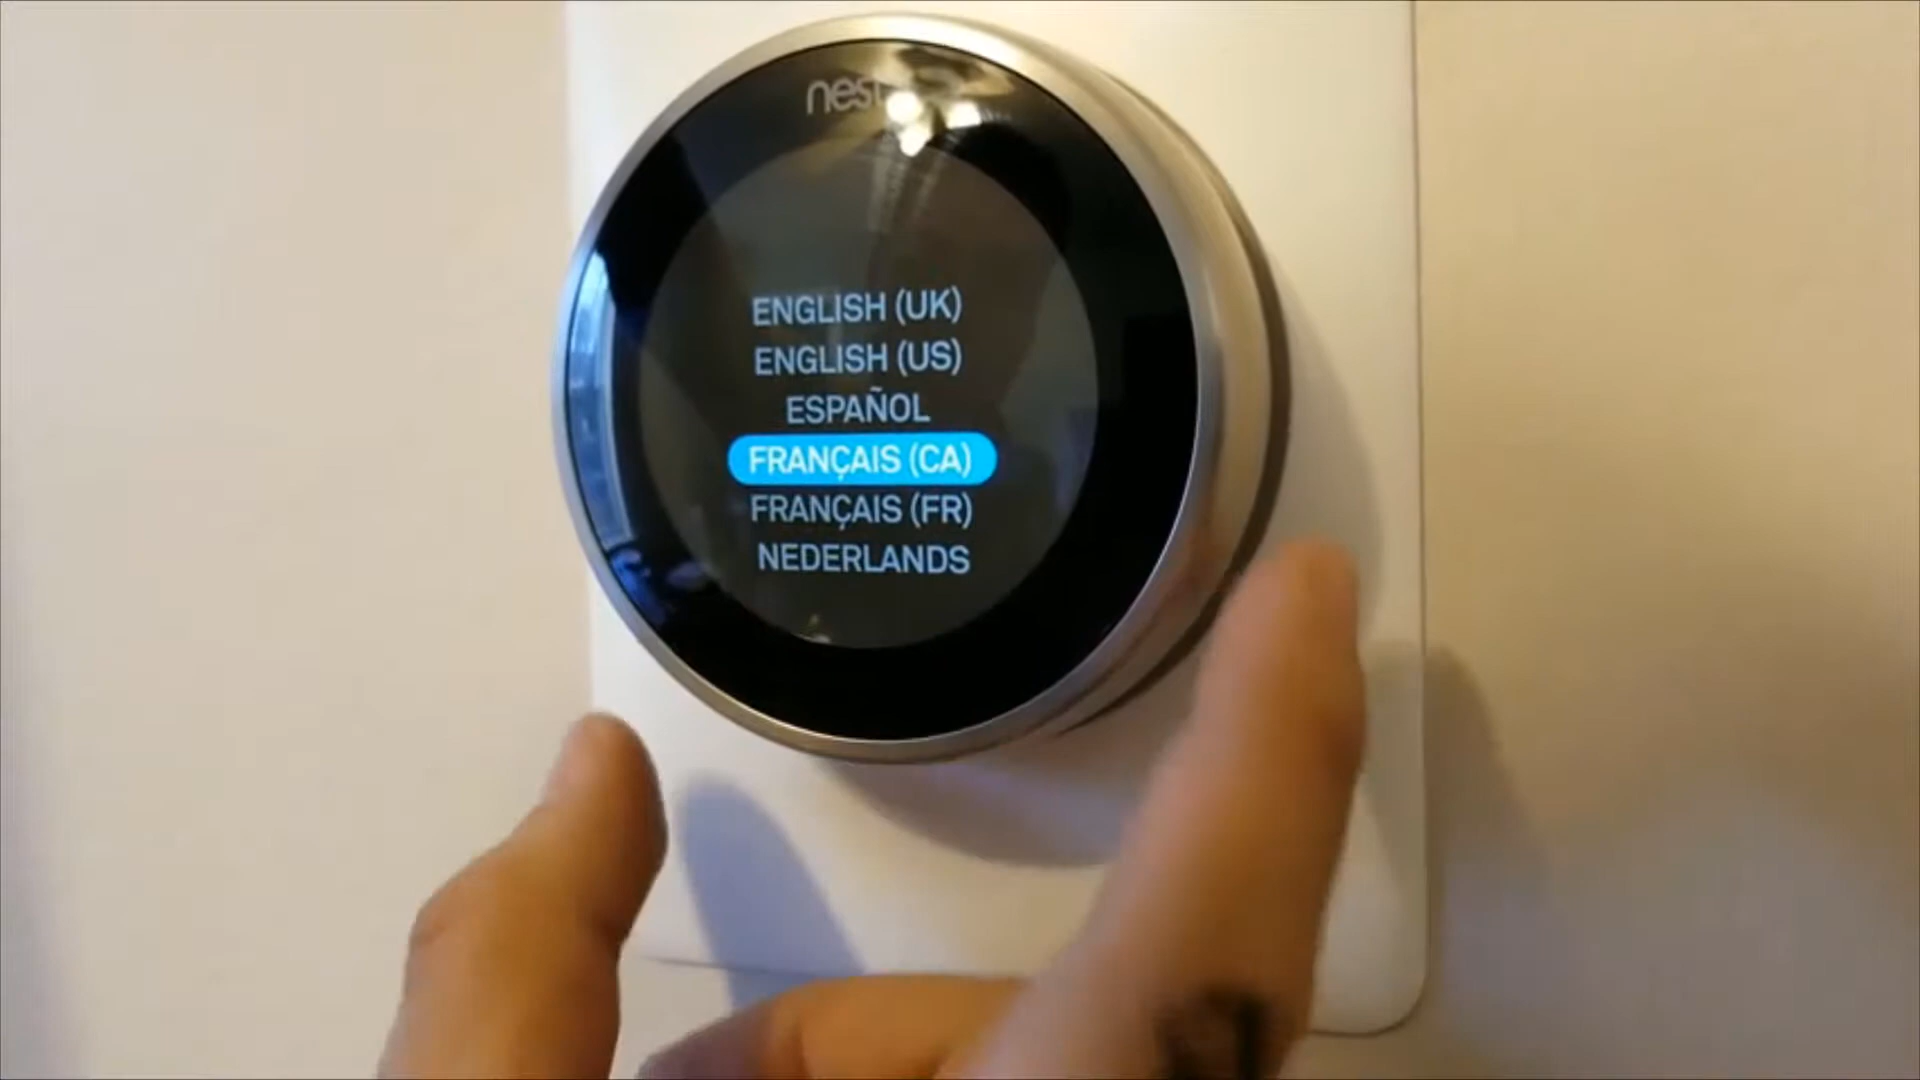 nest
ENGLISH (UK)
ENGLISH (US)
ESPAÑOL
FRANÇAIS (CA)
FRANÇAIS (FR)
NEDERLANDS